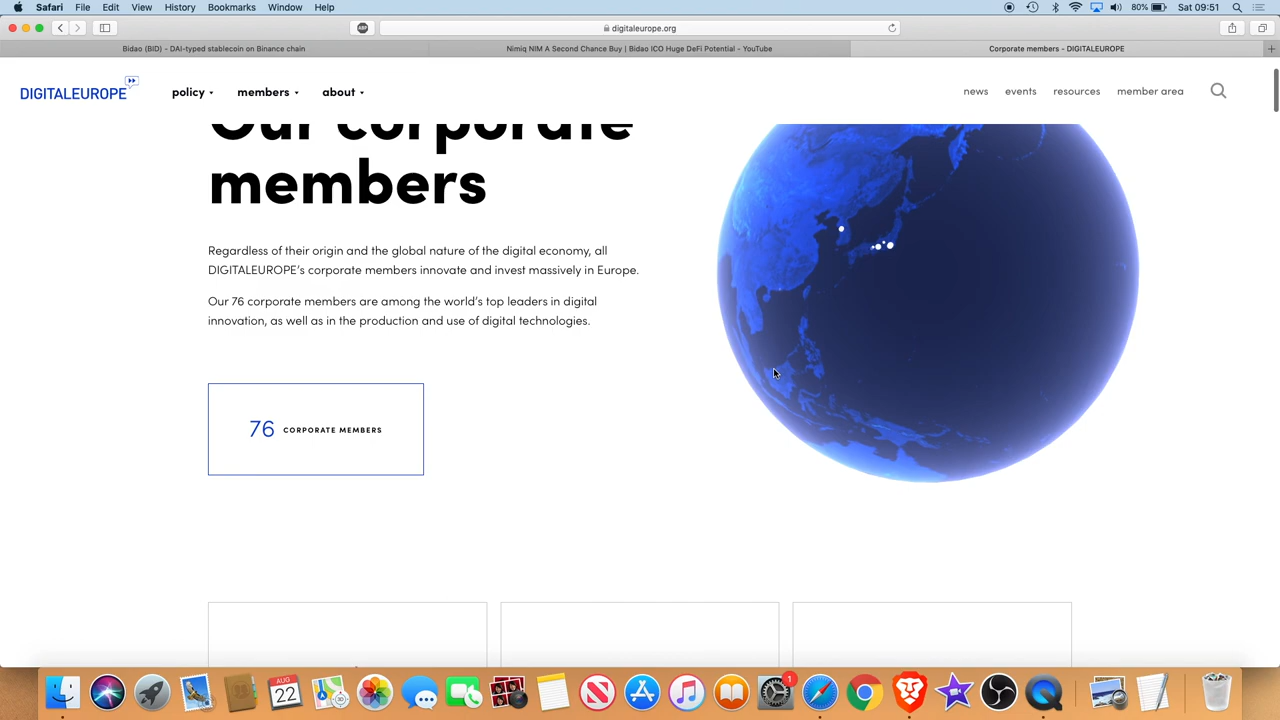 Safari File Edit View History Bookmarks Window Help 80% Sat 09:51
ABP digitaleurope.org
Bidao (BID) - DAI-typed stablecoin on Binance chain Nimiq NIM A Second Chance Buy | Bidao ICO Huge DeFi Potential - YouTube Corporate members - DIGITALEUROPE
DIGITALEUROPE policy members about news events resources member area
Our corporate
members
Regardless of their origin and the global nature of the digital economy, all
DIGITALEUROPE's corporate members innovate and invest massively in Europe.
Our 76 corporate members are among the world's top leaders in digital
innovation, as well as in the production and use of digital technologies.
76 CORPORATE MEMBERS
1
AUG
22